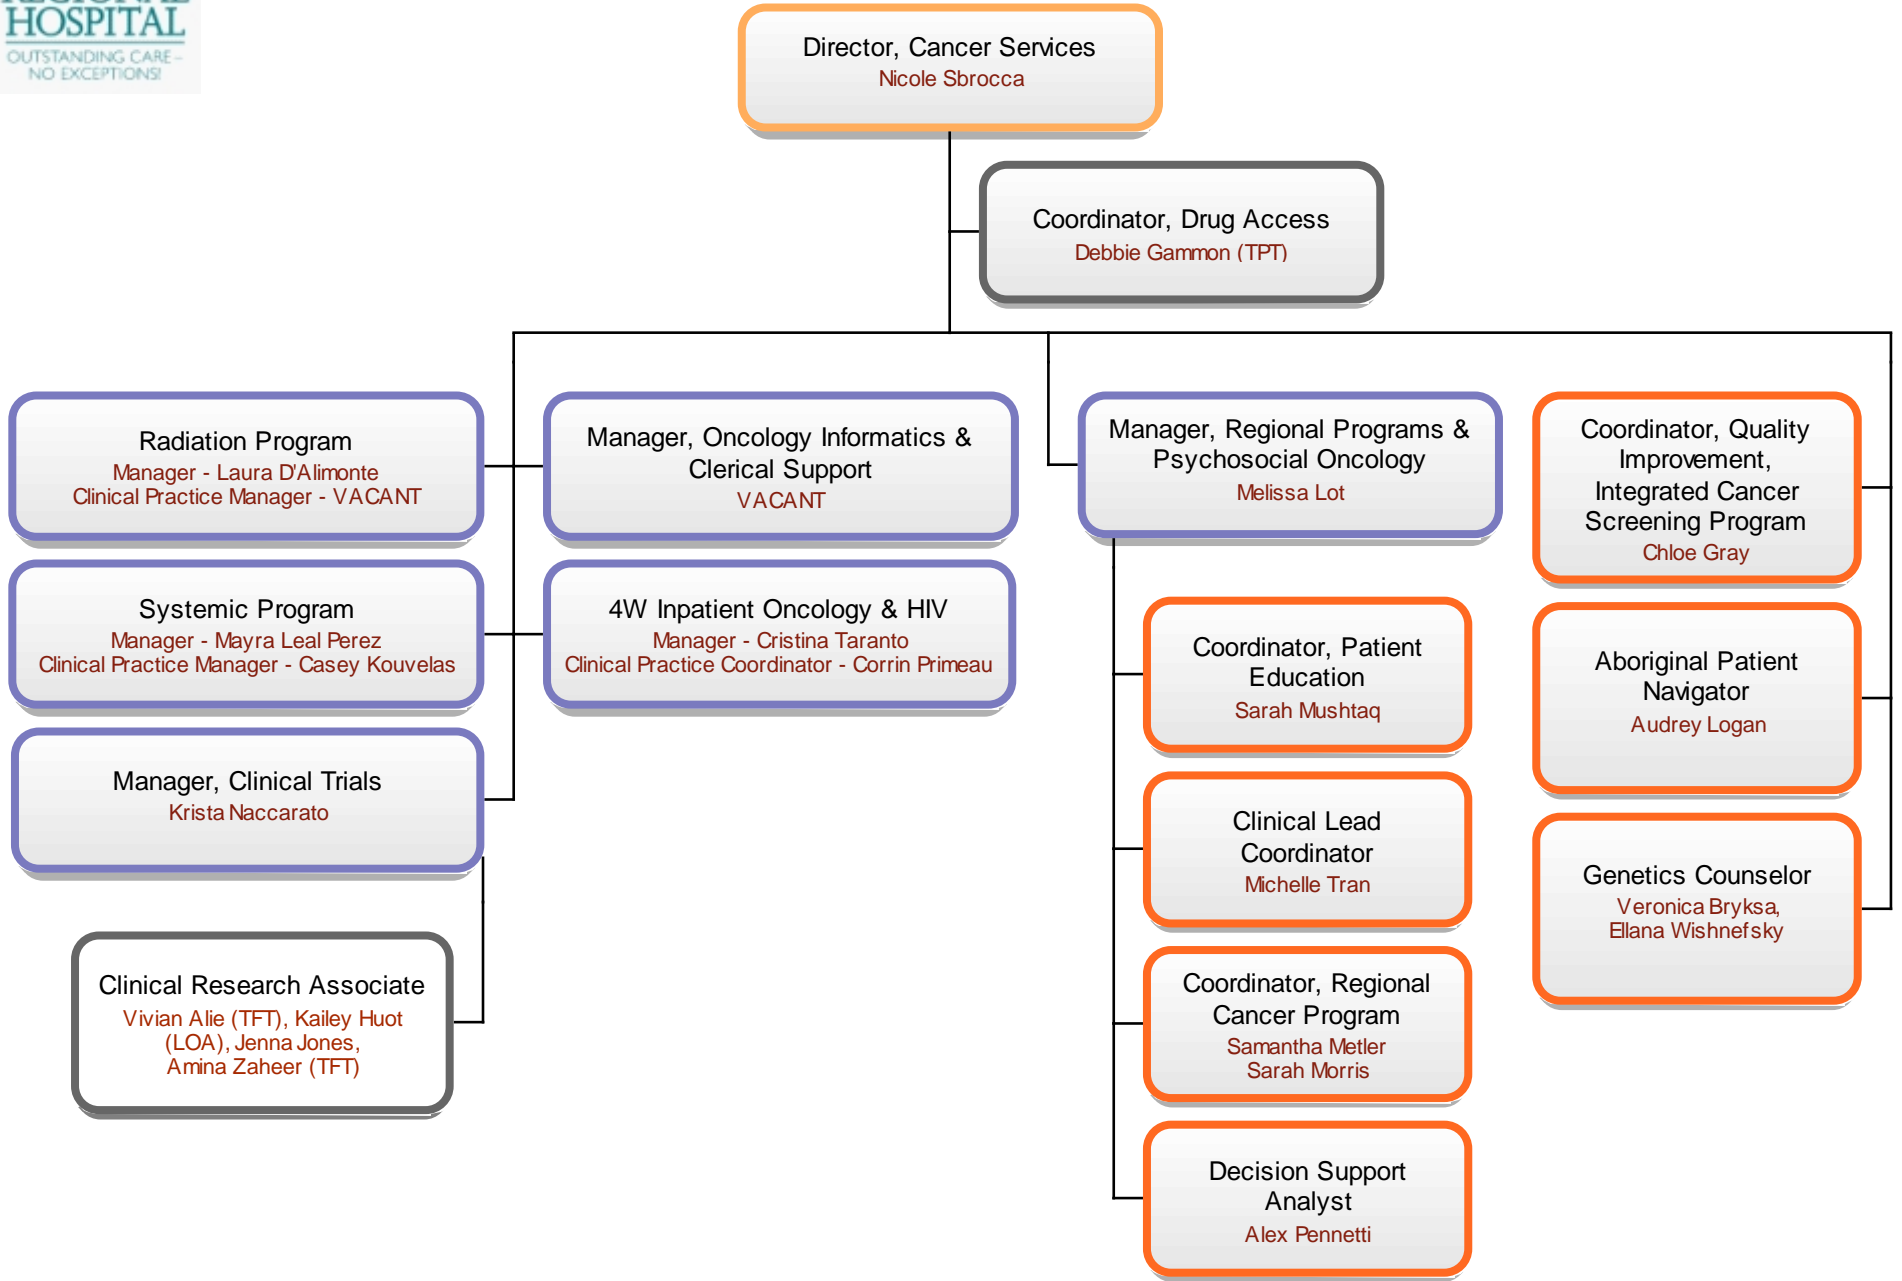 REGIONAL
HOSPITAL
OUTSTANDING CARE –
NO EXCEPTIONS!
Director, Cancer Services
Nicole Sbrocca
Coordinator, Drug Access
Debbie Gammon (TPT)
Radiation Program
Manager - Laura D'Alimonte
Clinical Practice Manager - VACANT
Manager, Oncology Informatics &
Clerical Support
VACANT
Manager, Regional Programs &
Psychosocial Oncology
Melissa Lot
Coordinator, Quality
Improvement,
Integrated Cancer
Screening Program
Chloe Gray
Systemic Program
Manager - Mayra Leal Perez
Clinical Practice Manager - Casey Kouvelas
4W Inpatient Oncology & HIV
Manager - Cristina Taranto
Clinical Practice Coordinator - Corrin Primeau
Coordinator, Patient
Education
Sarah Mushtaq
Aboriginal Patient
Navigator
Audrey Logan
Manager, Clinical Trials
Krista Naccarato
Clinical Lead
Coordinator
Michelle Tran
Genetics Counselor
Veronica Bryksa,
Ellana Wishnefsky
Clinical Research Associate
Vivian Alie (TFT), Kailey Huot
(LOA), Jenna Jones,
Amina Zaheer (TFT)
Coordinator, Regional
Cancer Program
Samantha Metler
Sarah Morris
Decision Support
Analyst
Alex Pennetti